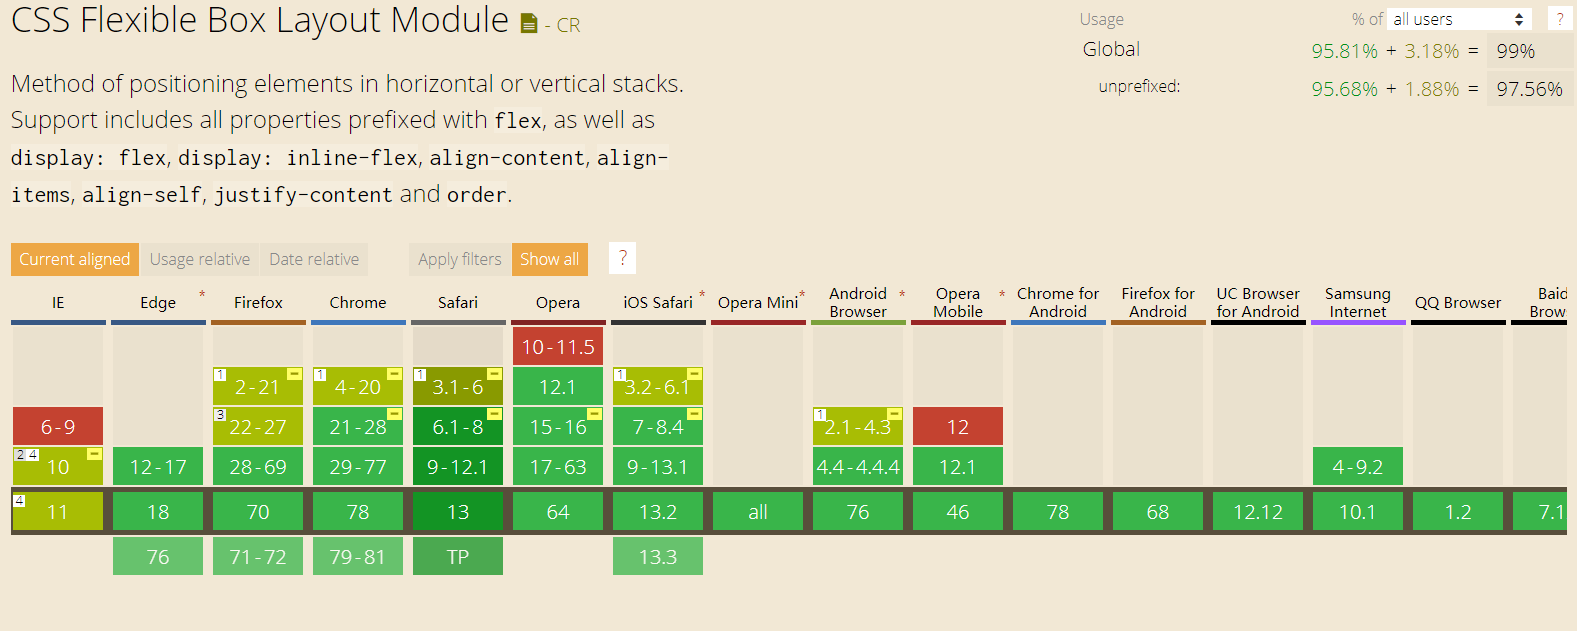 CSS Flexible Box Layout Module - CR
Usage % of all users ?
Global 95.81% + 3.18% = 99%
unprefixed: 95.68% + 1.88% = 97.56%
Method of positioning elements in horizontal or vertical stacks.
Support includes all properties prefixed with flex, as well as
display: flex, display: inline-flex, align-content, align-
items, align-self, justify-content and order.
Current aligned Usage relative Date relative Apply filters Show all ?
IE
Edge *
Firefox
Chrome
Safari
Opera
iOS Safari *
Opera Mini *
Android *
Browser
Opera *
Mobile
Chrome for
Android
Firefox for
Android
UC Browser
for Android
Samsung
Internet
QQ Browser
Baid
Brow
10-11.5
1 2-21 1 4-20 1 3.1-6 12.1 1 3.2-6.1
6-9 3 22-27 21-28 6.1-8 15-16 7-8.4 1 2.1-4.3 12
2 4 10 12-17 28-69 29-77 9-12.1 17-63 9-13.1 4.4-4.4.4 12.1 4-9.2
4 11 18 70 78 13 64 13.2 all 76 46 78 68 12.12 10.1 1.2 7.1
76 71-72 79-81 TP 13.3